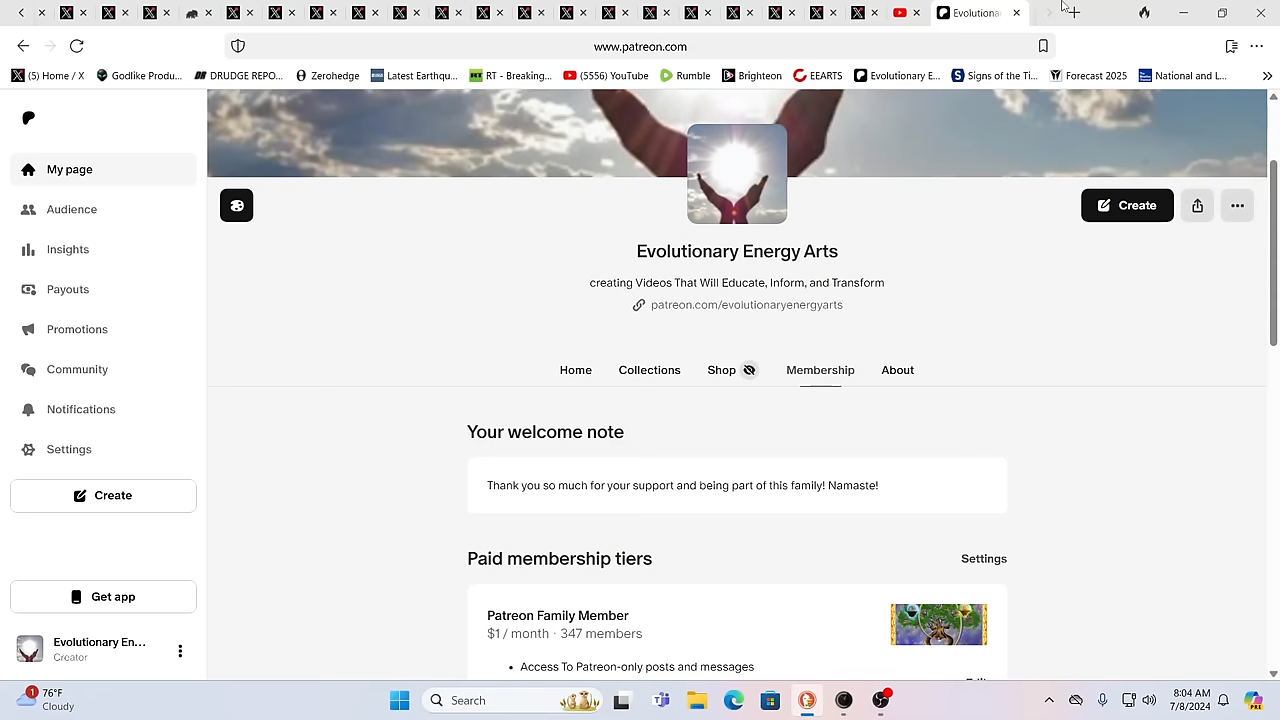 Evolutiona
www.patreon.com
(5) Home / X
Godlike Produ...
DRUDGE REPO...
Zerohedge
Latest Earthqu...
RT - Breaking...
(5556) YouTube
Rumble
Brighteon
EEARTS
Evolutionary E...
Signs of the Ti...
Forecast 2025
National and L...
My page
Audience
Insights
Payouts
Promotions
Community
Notifications
Settings
Create
Get app
Evolutionary En...
Creator
Create
Evolutionary Energy Arts
creating Videos That Will Educate, Inform, and Transform
patreon.com/evolutionaryenergyarts
Home
Collections
Shop
Membership
About
Your welcome note
Thank you so much for your support and being part of this family! Namaste!
Paid membership tiers
Settings
Patreon Family Member
$1 / month · 347 members
• Access To Patreon-only posts and messages
1
76°F
Cloudy
Search
8:04 AM
7/8/2024